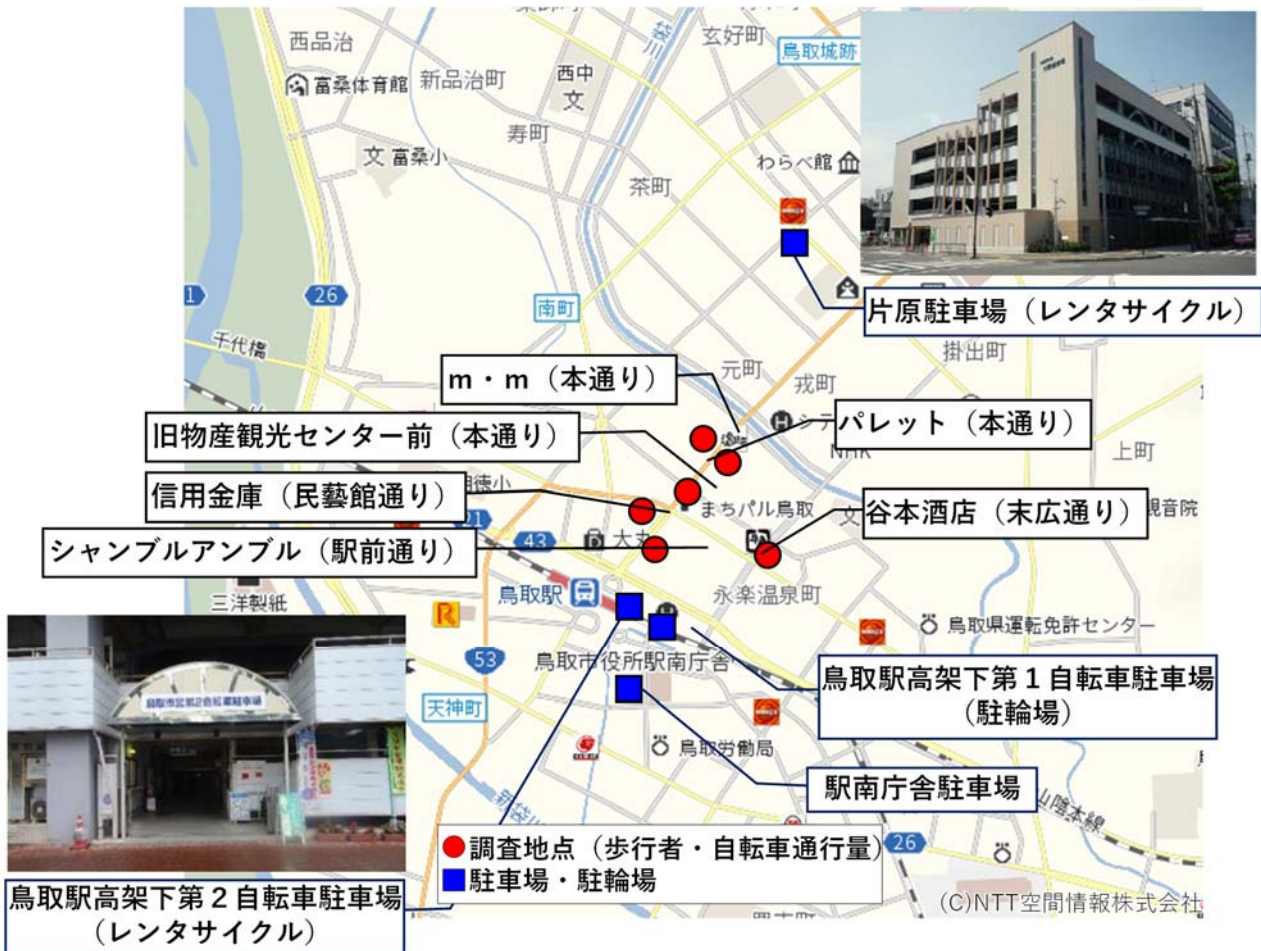 西品治
玄好町
鳥取城跡
富桑体育館
新品治町
西中
文
寿町
文 富桑小
わらべ館
茶町
袋川
1
26
南町
片原駐車場（レンタサイクル）
千代橋
掛出町
元町
戎町
m・m（本通り）
旧物産観光センター前（本通り）
パレット（本通り）
NHK
上町
信用金庫（民藝館通り）
まちパル鳥取
文
谷本酒店（末広通り）
観音院
21
シャンブルアンブル（駅前通り）
43
大丸
鳥取駅
永楽温泉町
三洋製紙
鳥取県運転免許センター
53
鳥取市役所駅南庁舎
鳥取駅高架下第１自転車駐車場
（駐輪場）
天神町
鳥取労働局
駅南庁舎駐車場
山陰本線
新袋川
26
調査地点（歩行者・自転車通行量）
駐車場・駐輪場
鳥取駅高架下第２自転車駐車場
（レンタサイクル）
(C)NTT空間情報株式会社